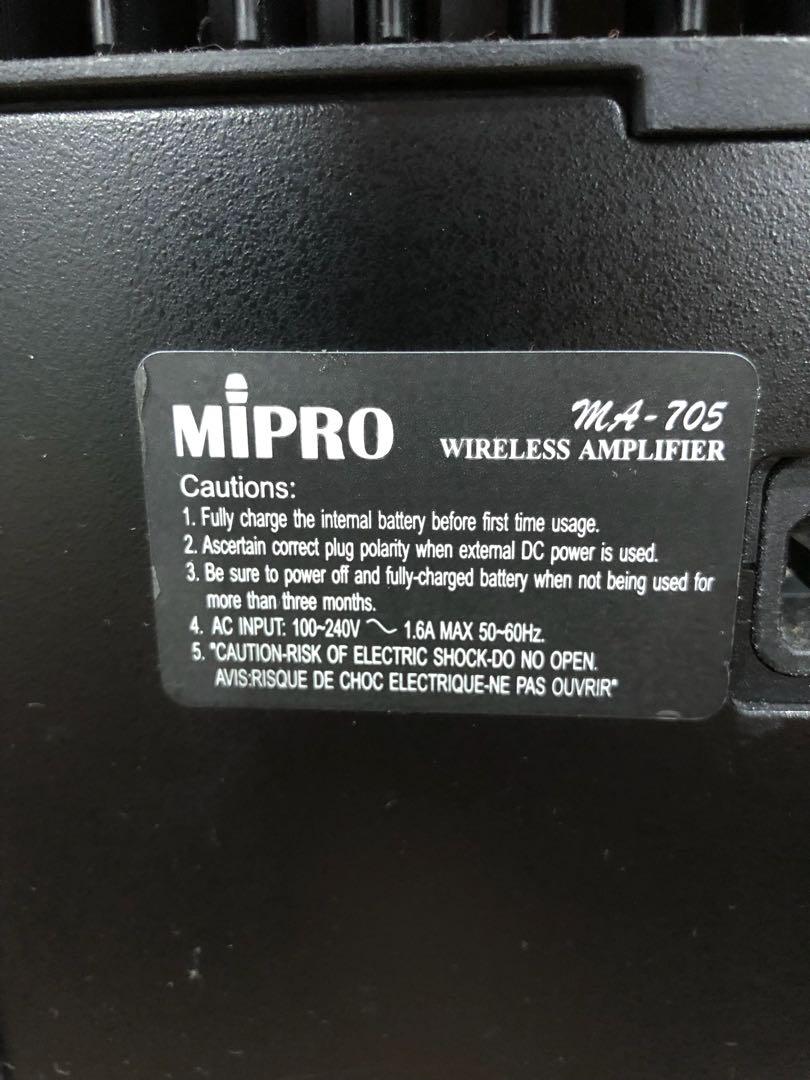 MIPRO
MA-705
WIRELESS AMPLIFIER
Cautions:
1. Fully charge the internal battery before first time usage.
2. Ascertain correct plug polarity when external DC power is used.
3. Be sure to power off and fully-charged battery when not being used for
more than three months.
4. AC INPUT: 100~240V ~ 1.6A MAX 50~60Hz.
5. "CAUTION-RISK OF ELECTRIC SHOCK-DO NO OPEN.
AVIS:RISQUE DE CHOC ELECTRIQUE-NE PAS OUVRIR"